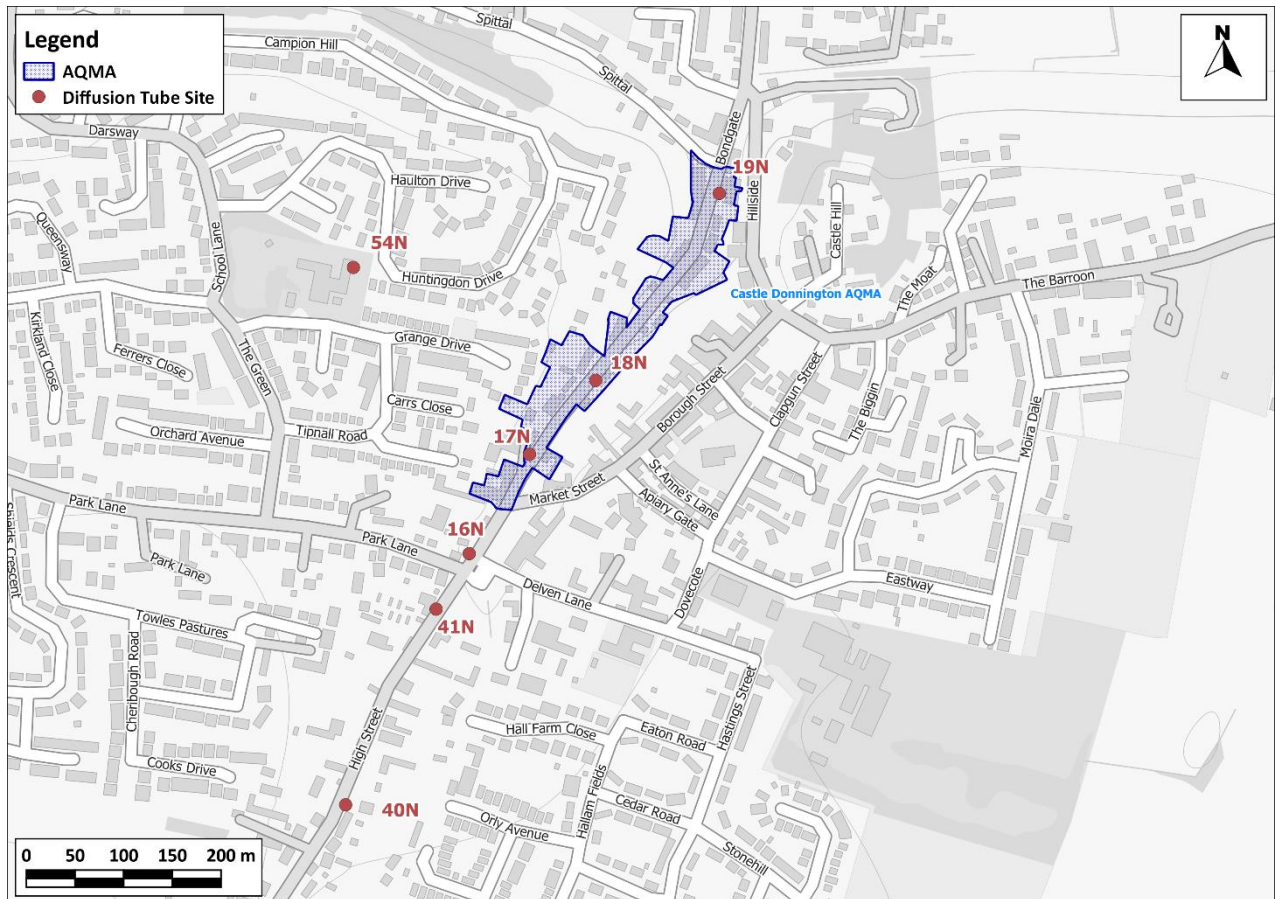 Legend
AQMA
Diffusion Tube Site
N
Spittal
Campion Hill
Spittal
Darsway
Bondgate
Haulton Drive
19N
Hillside
Castle Hill
Queensway
School Lane
54N
Huntingdon Drive
The Moat
The Barroon
Castle Donnington AQMA
Kirkland Close
Ferrers Close
The Green
Grange Drive
18N
Borough Street
Clapgun Street
The Biggin
Moira Dale
Carrs Close
Orchard Avenue
Tipnall Road
17N
Market Street
St Anne's Lane
Apiary Gate
Park Lane
16N
Park Lane
Park Lane
Shields Crescent
Delven Lane
Dovecote
Eastway
41N
Towles Pastures
Cheribough Road
High Street
Hall Farm Close
Eaton Road
Hastings Street
Cooks Drive
Hallam Fields
Cedar Road
40N
Orly Avenue
Stonehill
0 50 100 150 200 m